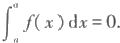 ∫_a^a f(x) dx = 0.